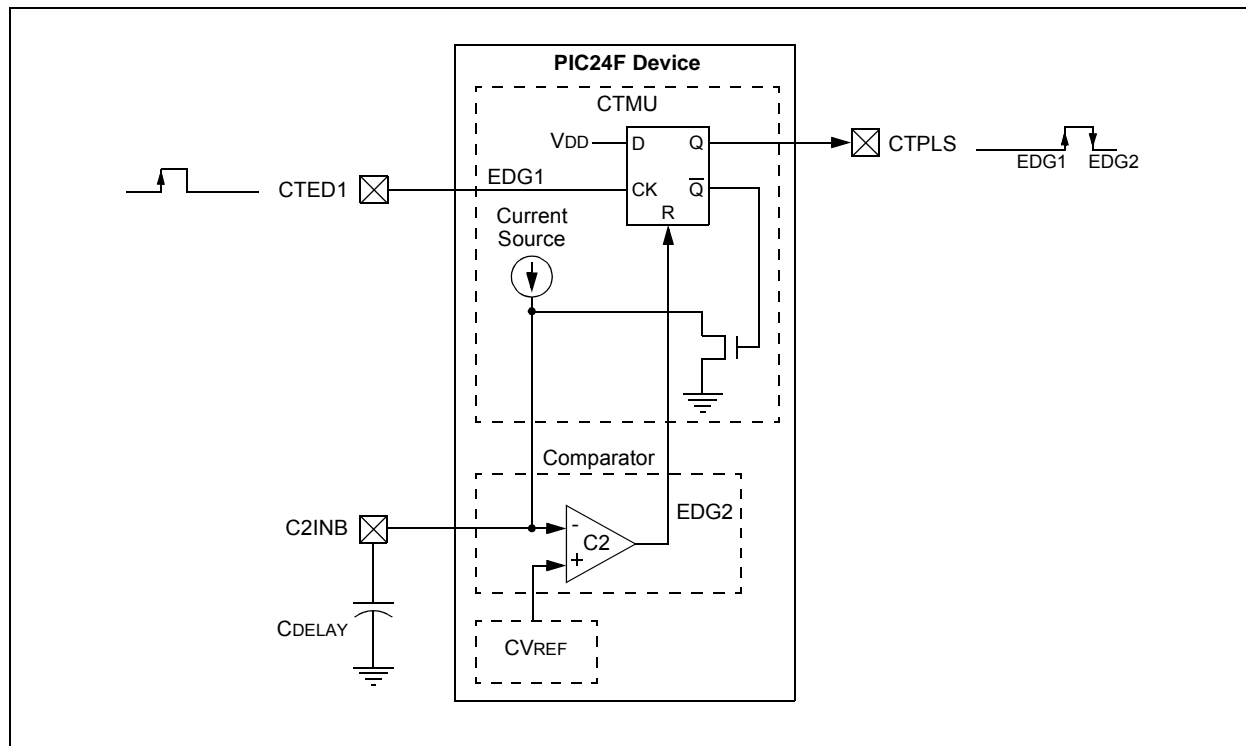 PIC24F Device
CTMU
VDD
D
Q
CTPLS
EDG1
EDG2
CTED1
EDG1
CK
Q̅
R
Current
Source
Comparator
C2INB
-
C2
+
EDG2
CDELAY
CVREF